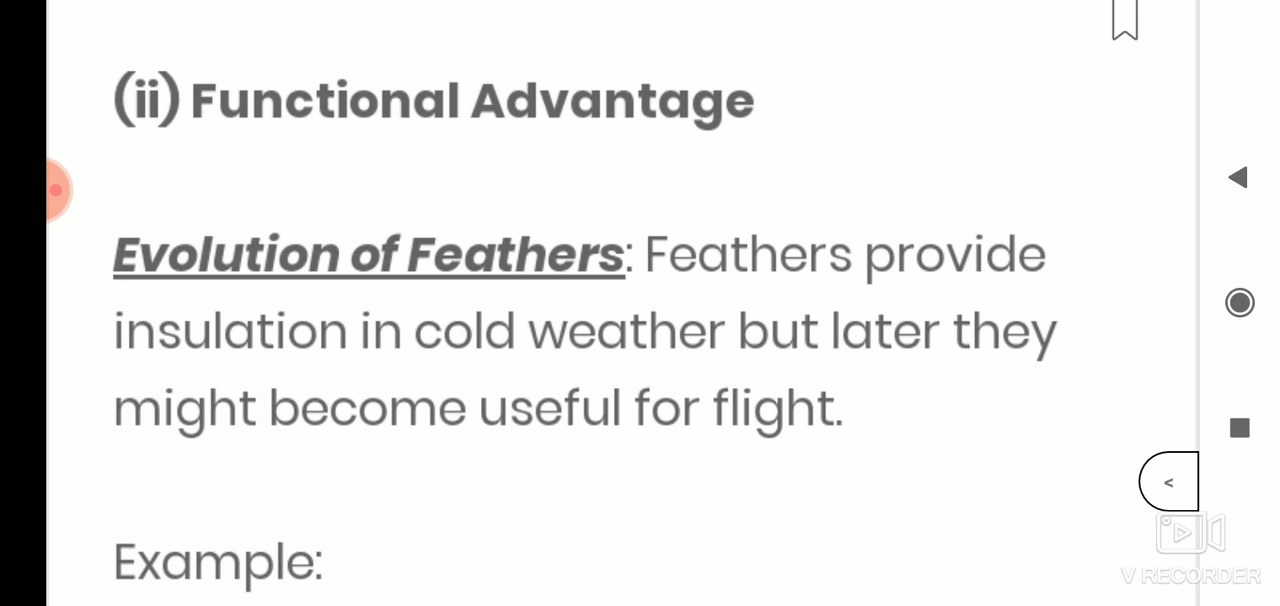 (ii) Functional Advantage
Evolution of Feathers: Feathers provide
insulation in cold weather but later they
might become useful for flight.
<
V RECORDER
Example: